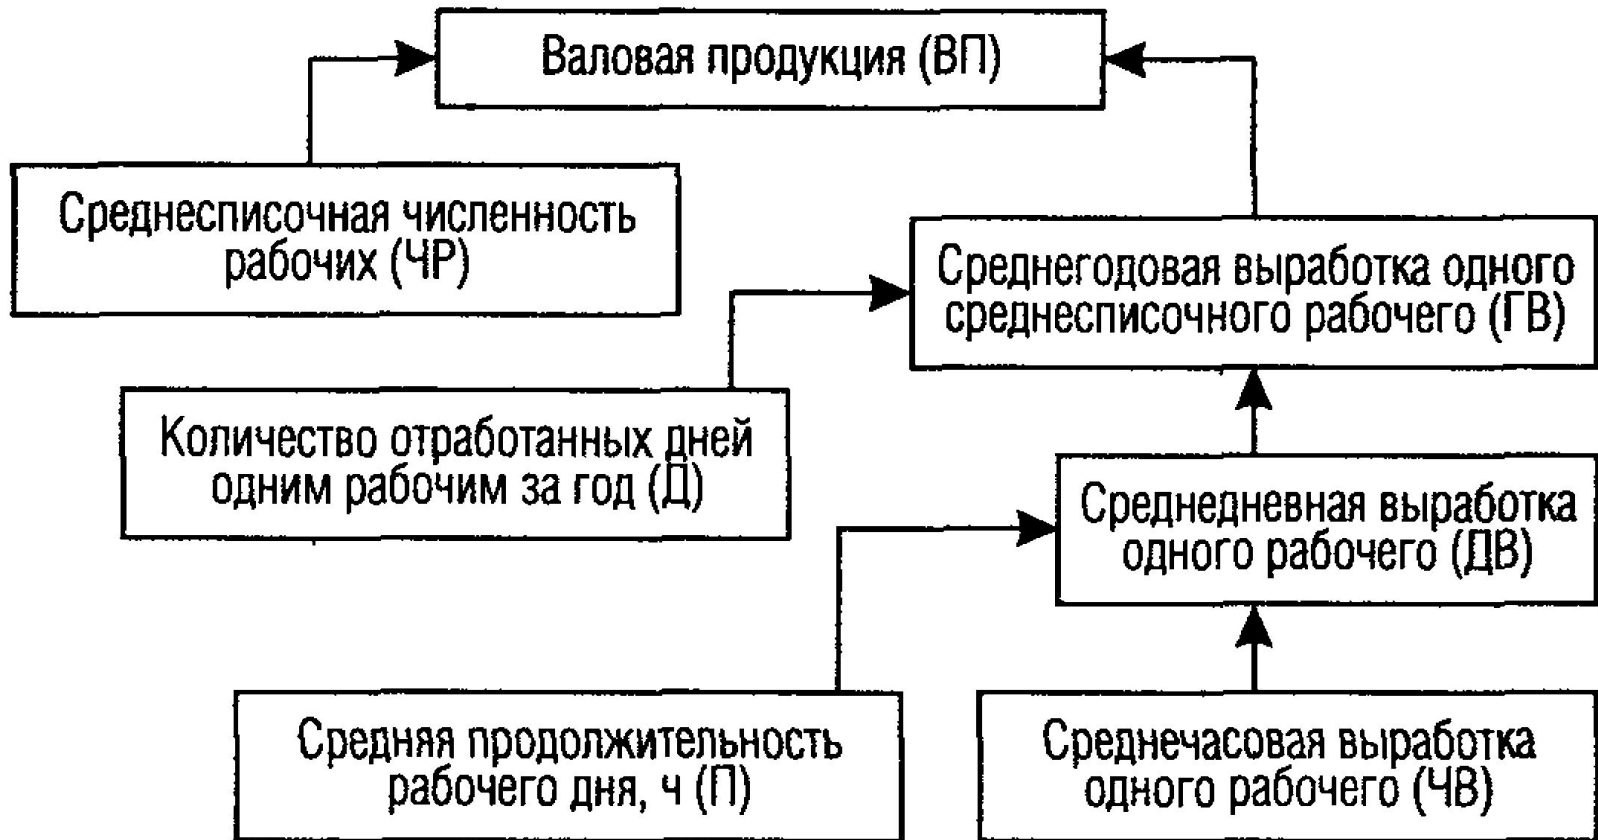 Валовая продукция (ВП)
Среднесписочная численность
рабочих (ЧР)
Среднегодовая выработка одного
среднесписочного рабочего (ГВ)
Количество отработанных дней
одним рабочим за год (Д)
Среднедневная выработка
одного рабочего (ДВ)
Средняя продолжительность
рабочего дня, ч (П)
Среднечасовая выработка
одного рабочего (ЧВ)